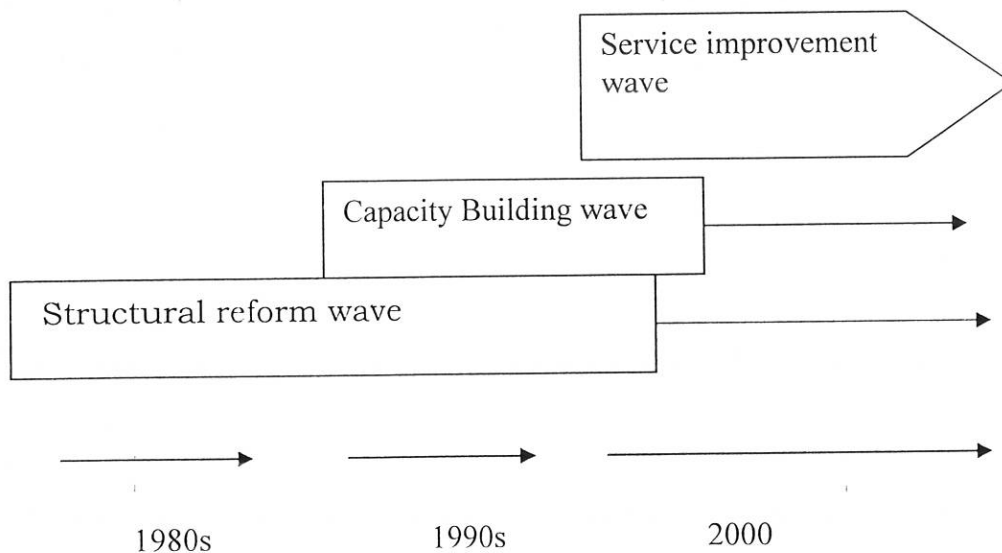 Service improvement
wave
Capacity Building wave
Structural reform wave
1980s 1990s 2000